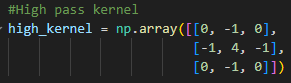 #High pass kernel
high_kernel = np.array([[0, -1, 0],
[-1, 4, -1],
[0, -1, 0]])